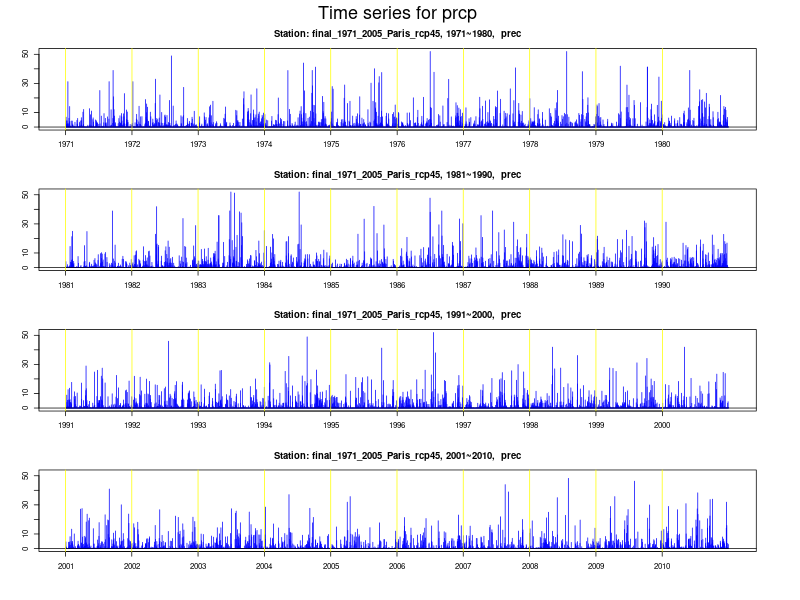 Time series for prcp
Station: final_1971_2005_Paris_rcp45, 1971~1980, prec
0 10 30 50
1971 1972 1973 1974 1975 1976 1977 1978 1979 1980
Station: final_1971_2005_Paris_rcp45, 1981~1990, prec
0 10 30 50
1981 1982 1983 1984 1985 1986 1987 1988 1989 1990
Station: final_1971_2005_Paris_rcp45, 1991~2000, prec
0 10 30 50
1991 1992 1993 1994 1995 1996 1997 1998 1999 2000
Station: final_1971_2005_Paris_rcp45, 2001~2010, prec
0 10 30 50
2001 2002 2003 2004 2005 2006 2007 2008 2009 2010